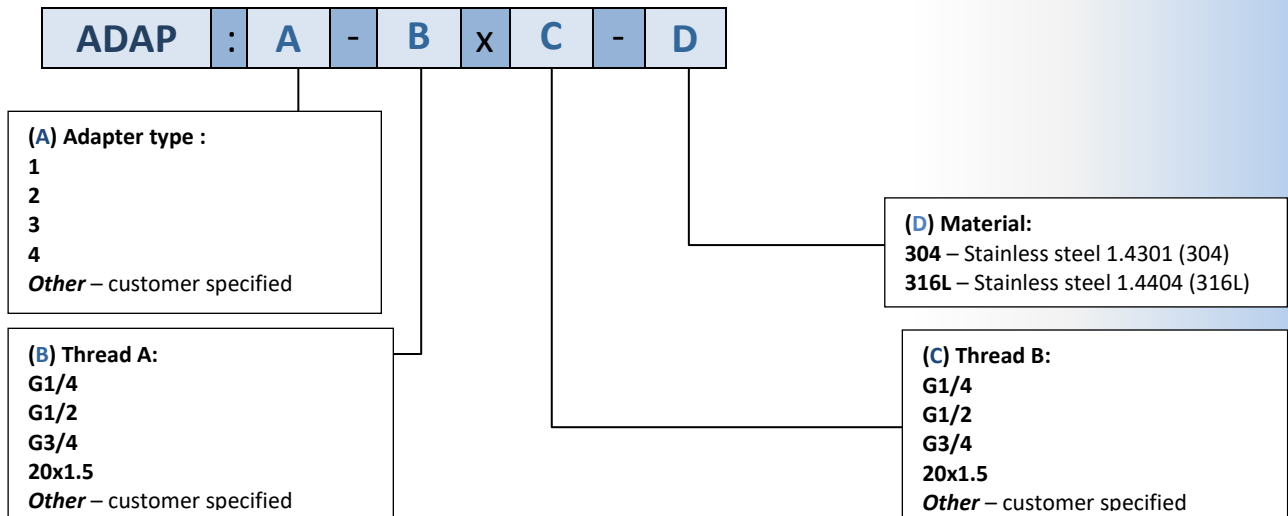 ADAP : A - B x C - D
(A) Adapter type :
1
2
3
4
Other – customer specified
(D) Material:
304 – Stainless steel 1.4301 (304)
316L – Stainless steel 1.4404 (316L)
(B) Thread A:
G1/4
G1/2
G3/4
20x1.5
Other – customer specified
(C) Thread B:
G1/4
G1/2
G3/4
20x1.5
Other – customer specified